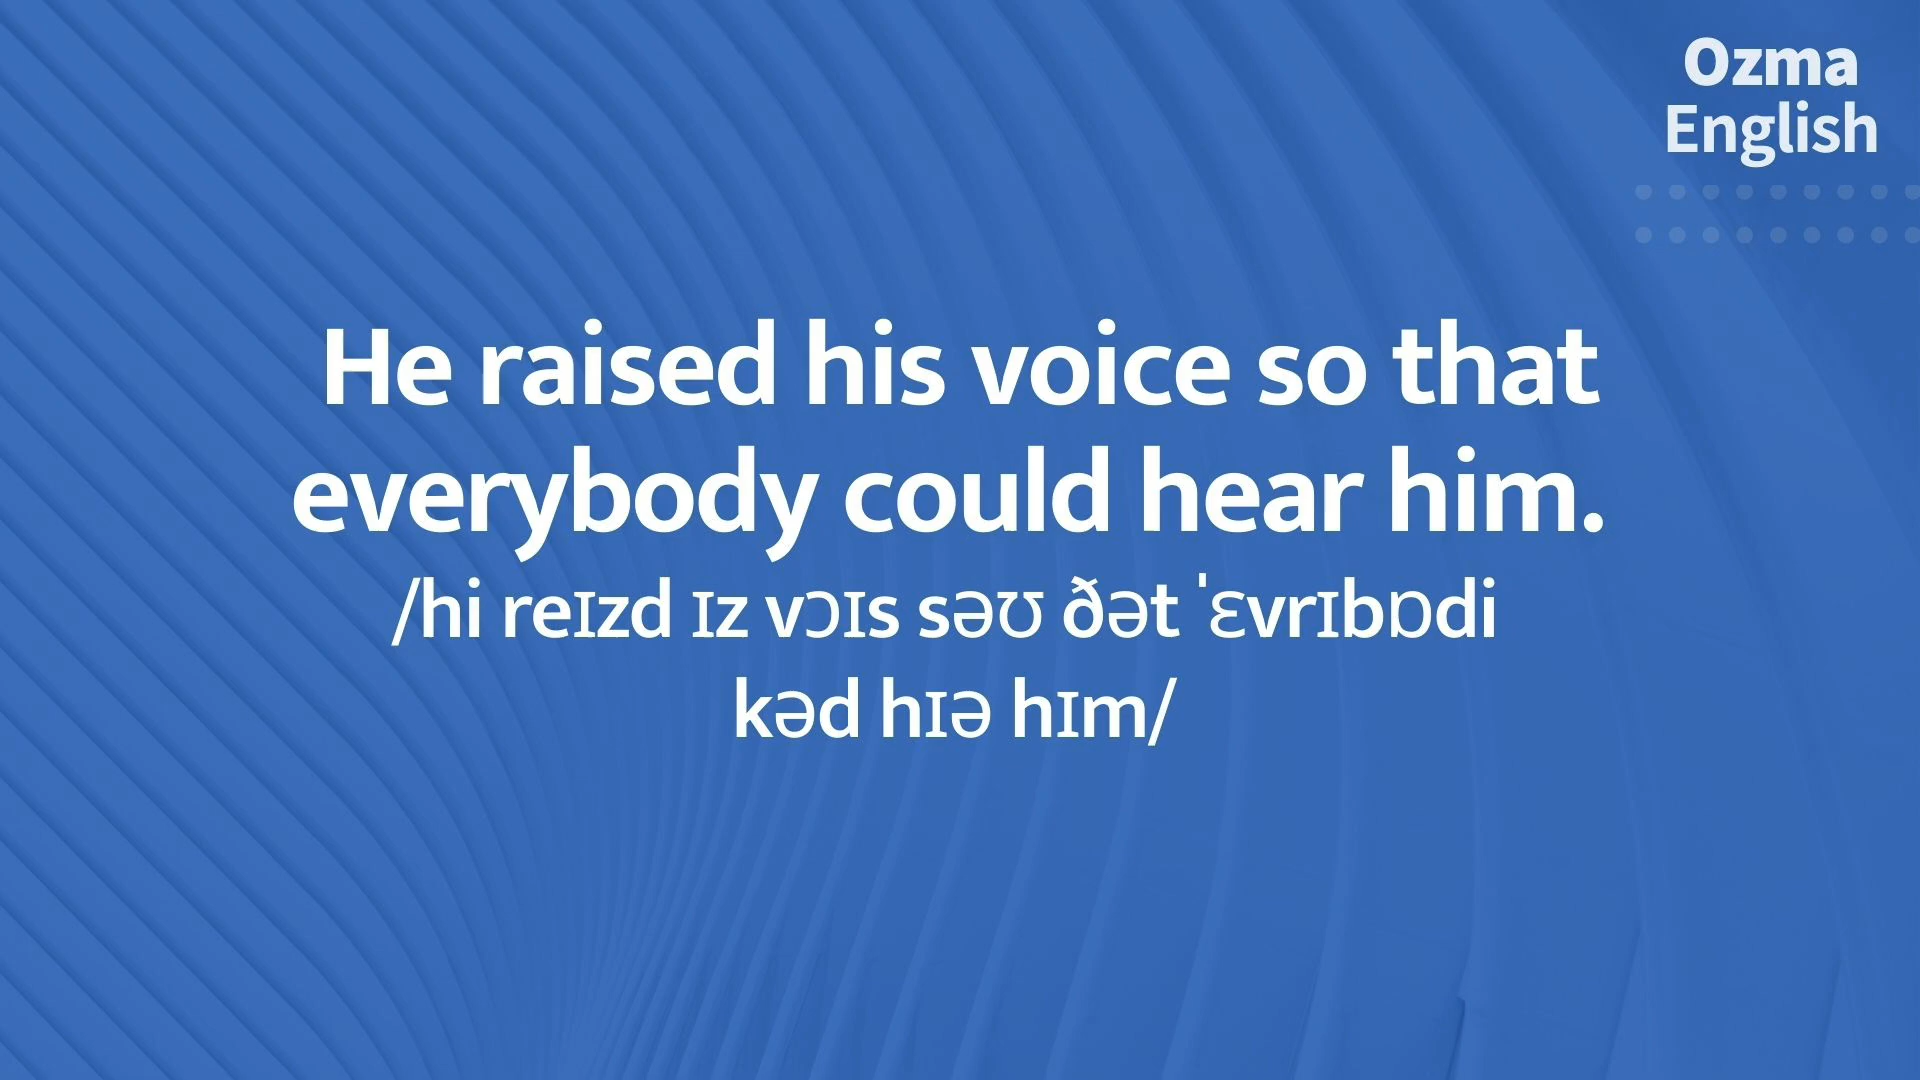 Ozma
English
He raised his voice so that
everybody could hear him.
/hi reɪzd ɪz vɔɪs səʊ ðət ˈɛvrɪbɒdi
kəd hɪə hɪm/